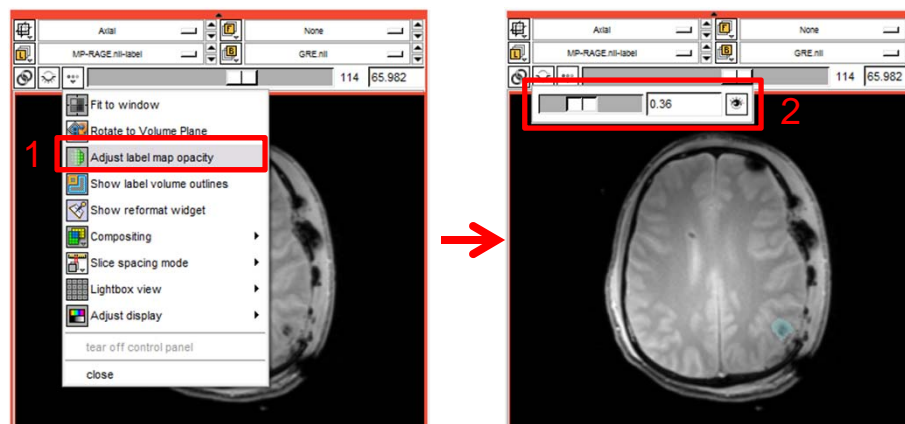 Axial
None
MP-RAGE.nii-label
GRE.nii
114 65.982
Fit to window
Rotate to Volume Plane
1 Adjust label map opacity
Show label volume outlines
Show reformat widget
Compositing
Slice spacing mode
Lightbox view
Adjust display
tear off control panel
close
Axial
None
MP-RAGE.nii-label
GRE.nii
114 65.982
0.36
2